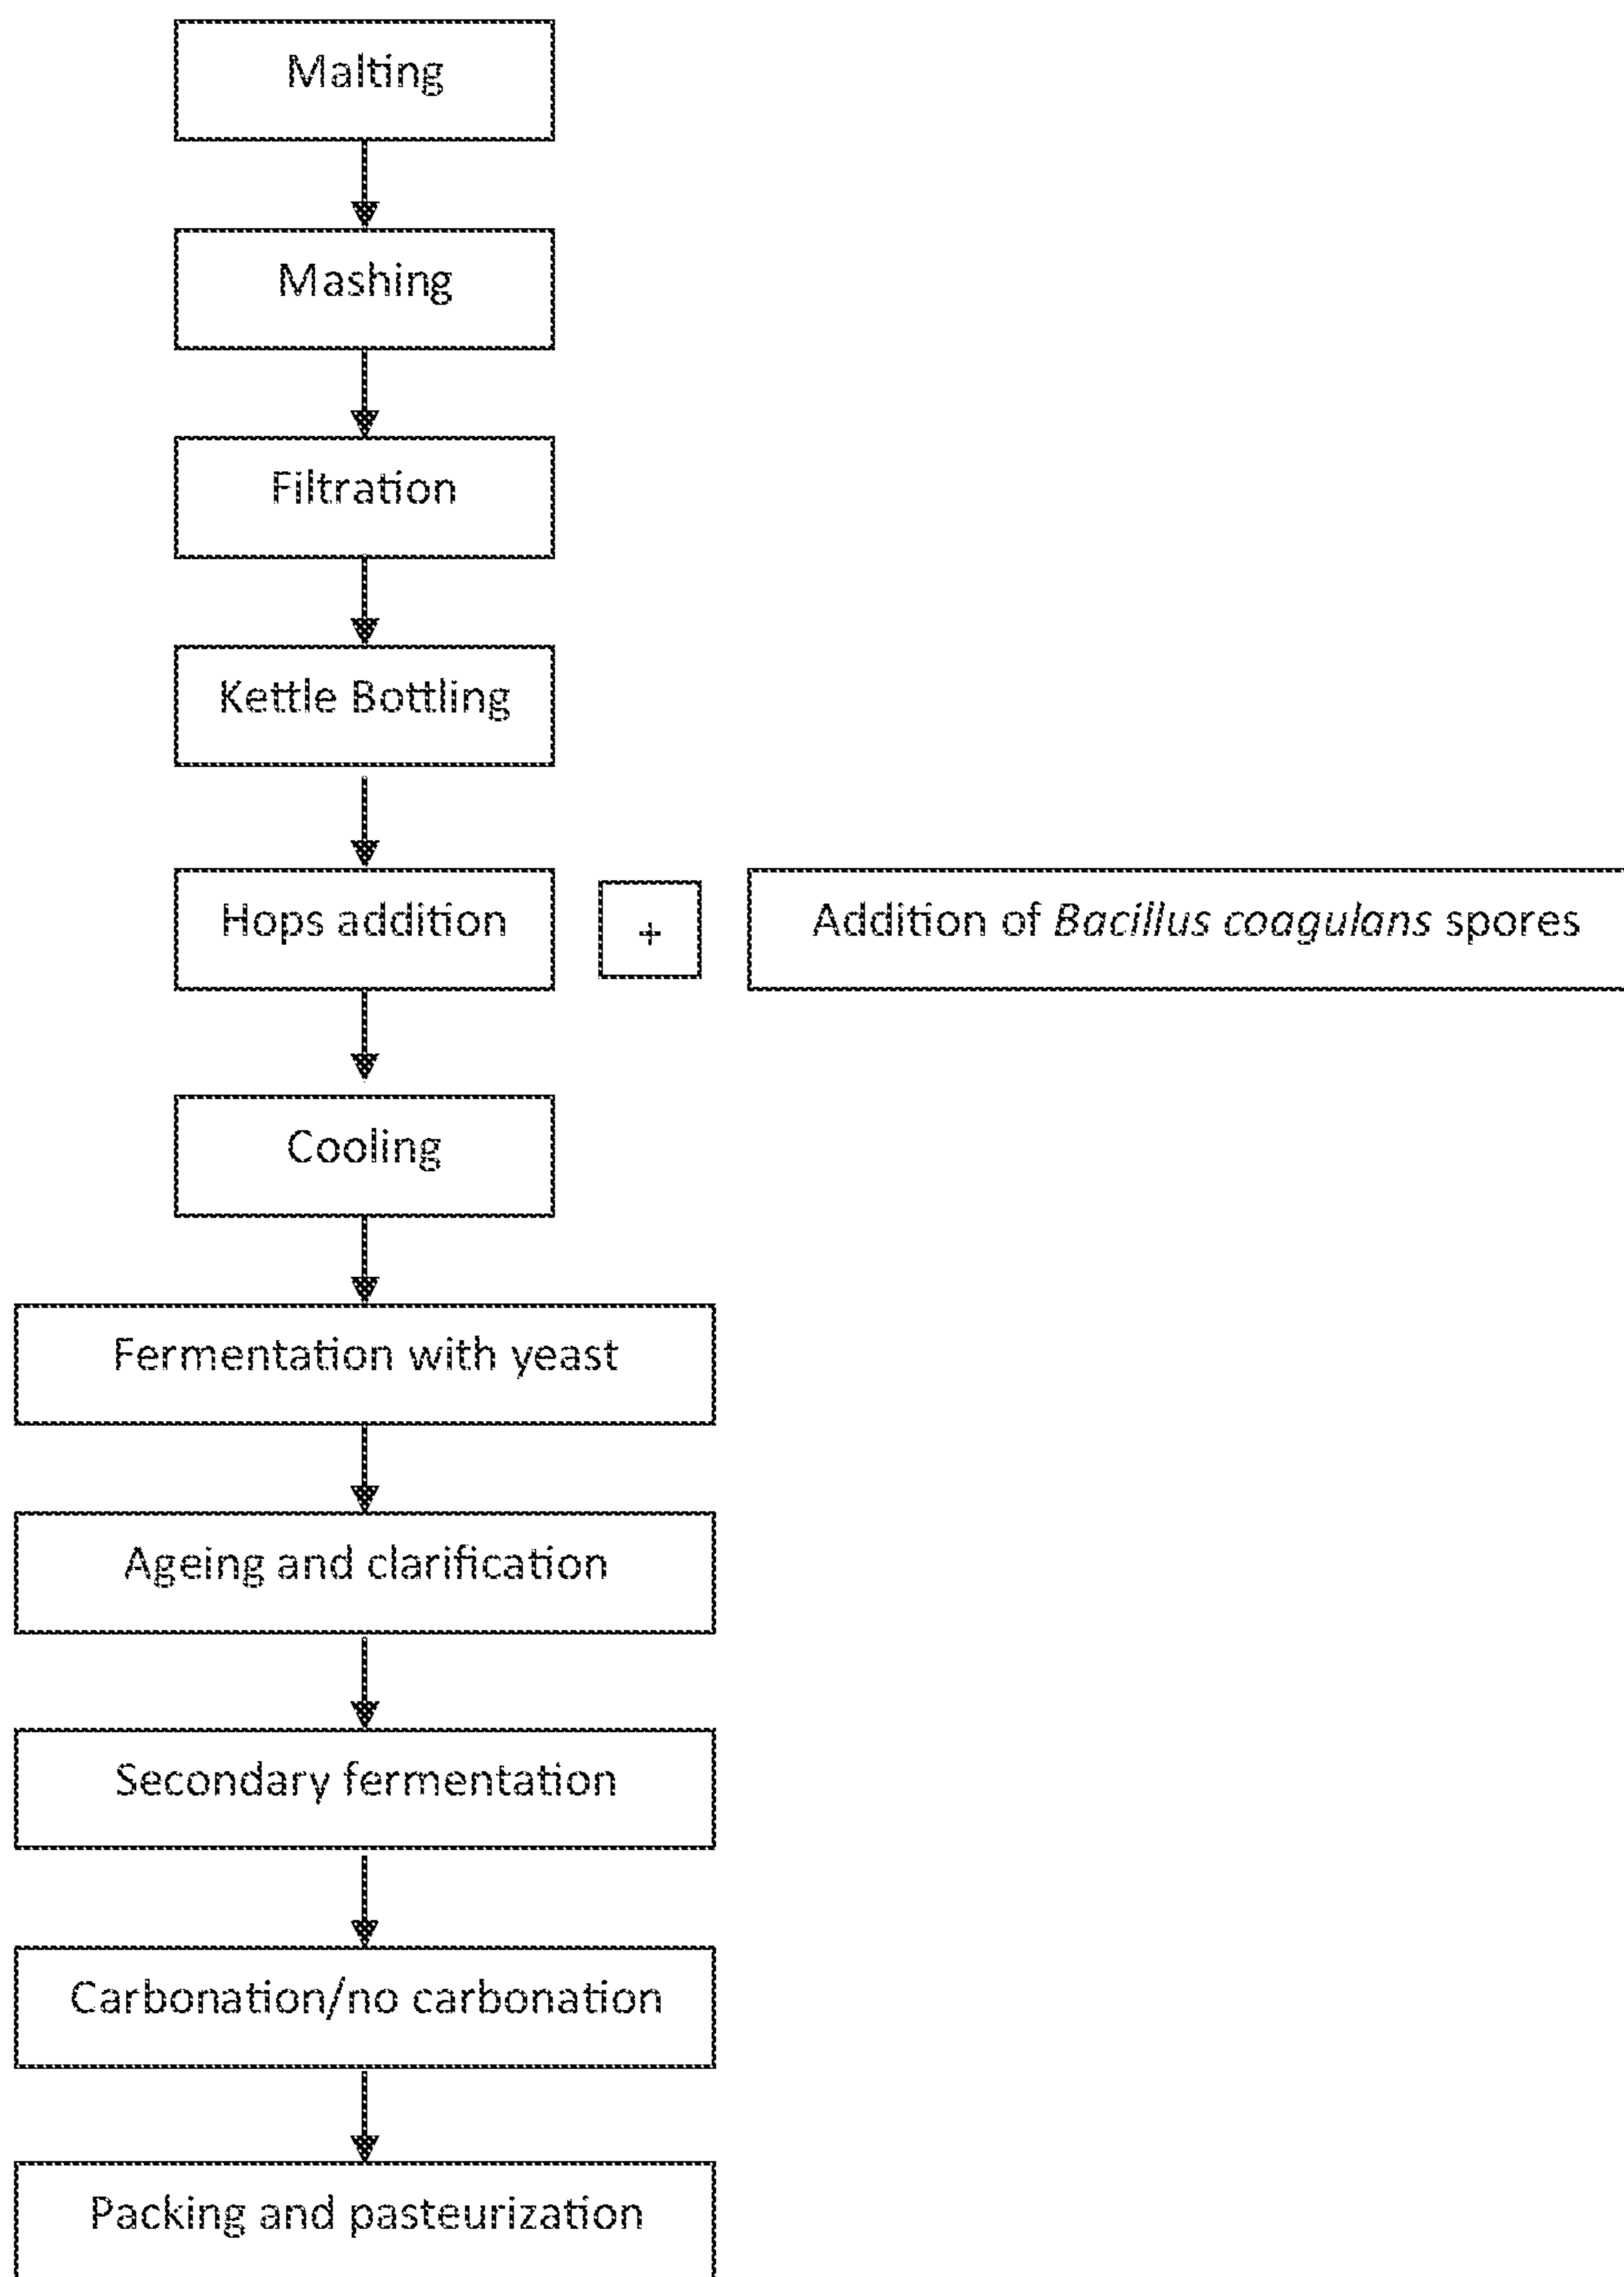 Malting
Mashing
Filtration
Kettle Bottling
Hops addition + Addition of Bacillus coagulans spores
Cooling
Fermentation with yeast
Ageing and clarification
Secondary fermentation
Carbonation/no carbonation
Packing and pasteurization